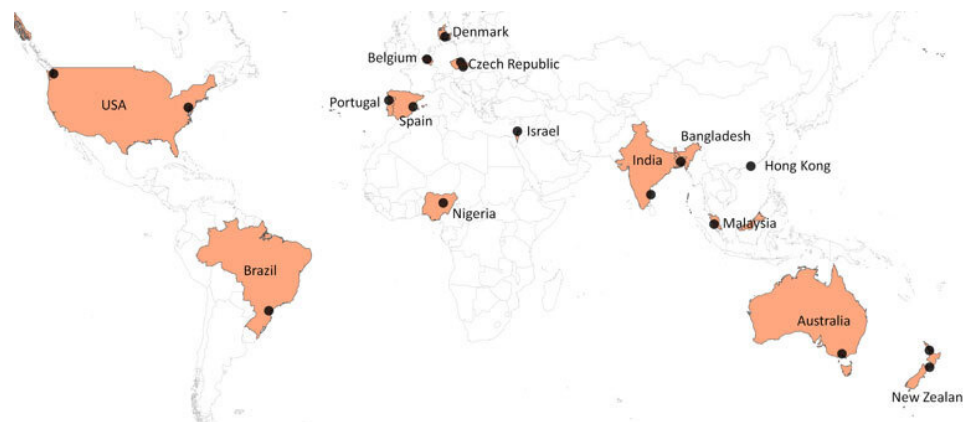 Denmark
Belgium
Czech Republic
USA
Portugal
Spain
Israel
Bangladesh
India
Hong Kong
Nigeria
Malaysia
Brazil
Australia
New Zealan